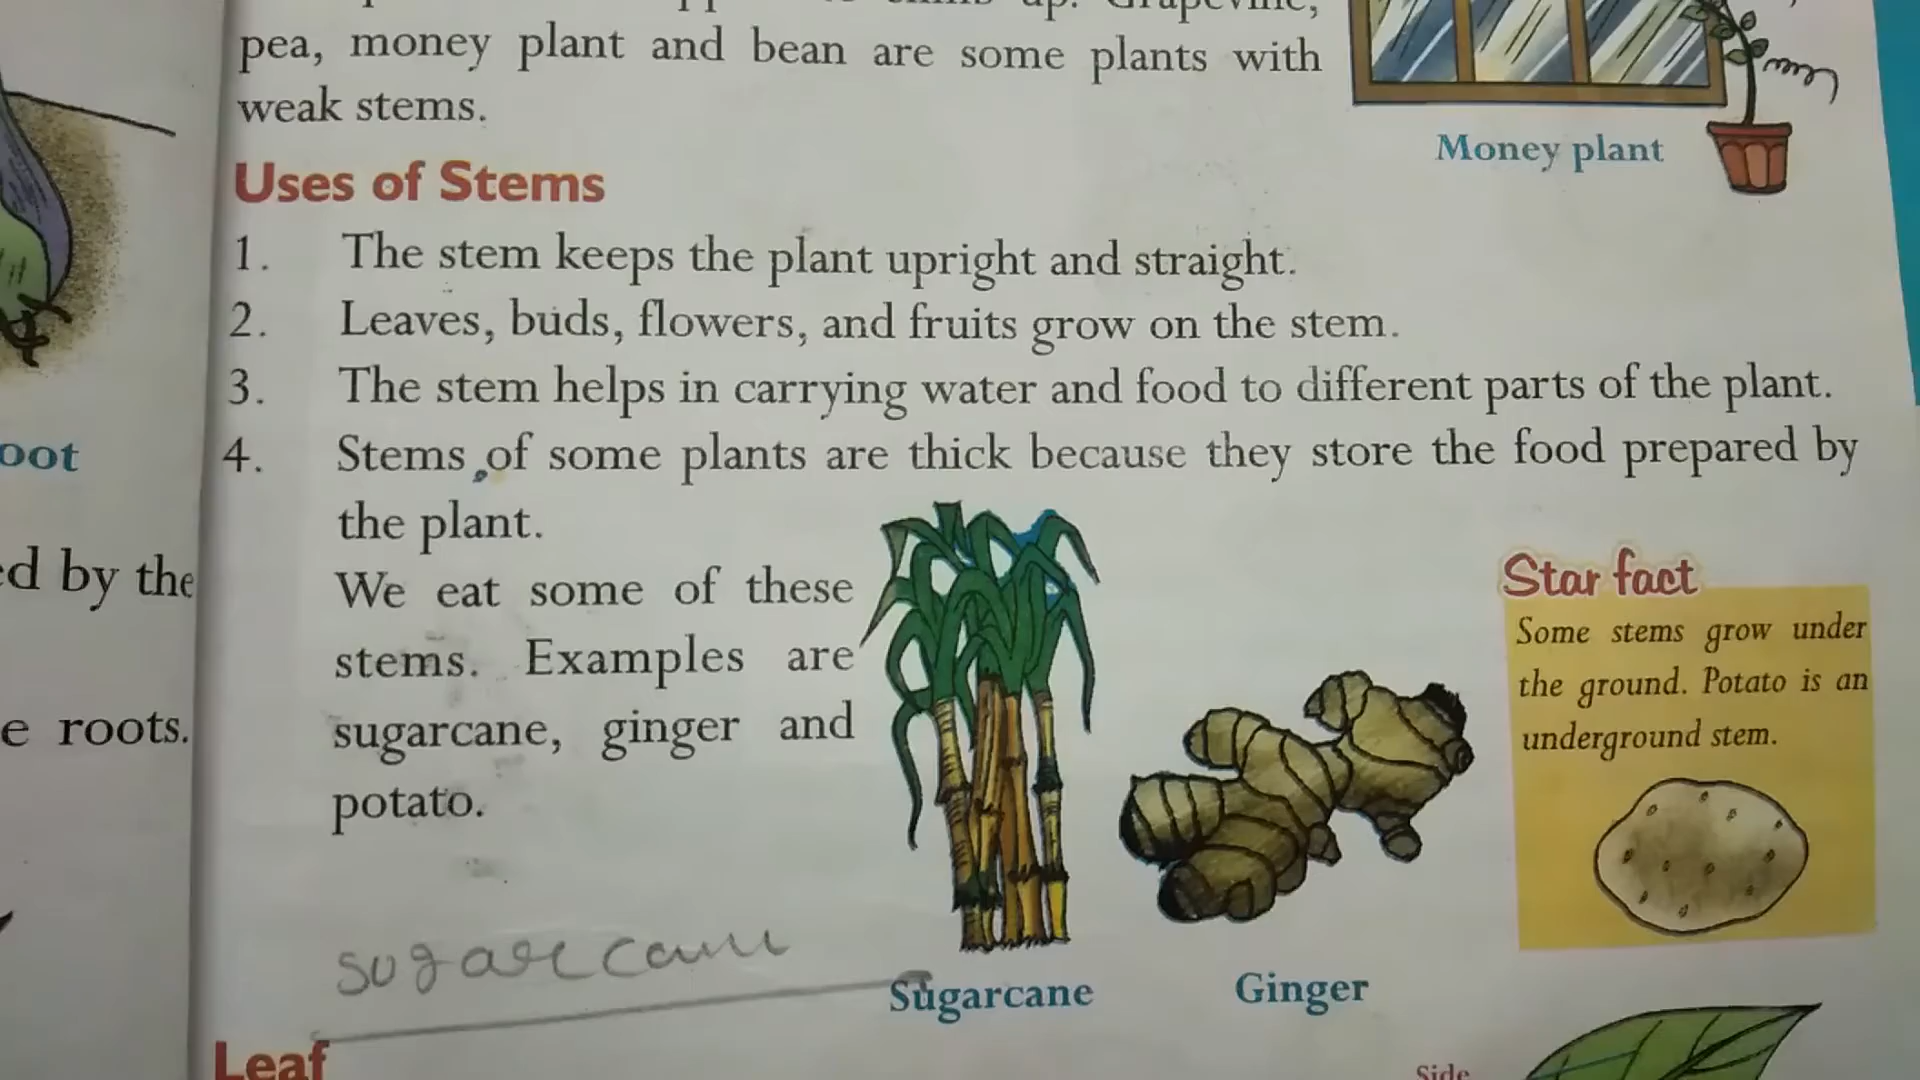 up. Grapevine,
pea, money plant and bean are some plants with
weak stems.
Money plant
Uses of Stems
1. The stem keeps the plant upright and straight.
2. Leaves, buds, flowers, and fruits grow on the stem.
3. The stem helps in carrying water and food to different parts of the plant.
4. Stems of some plants are thick because they store the food prepared by
the plant.
We eat some of these
stems. Examples are
sugarcane, ginger and
potato.
Star fact
Some stems grow under
the ground. Potato is an
underground stem.
Sugarcane
Ginger
Leaf
Side
oot
ed by the
e roots.